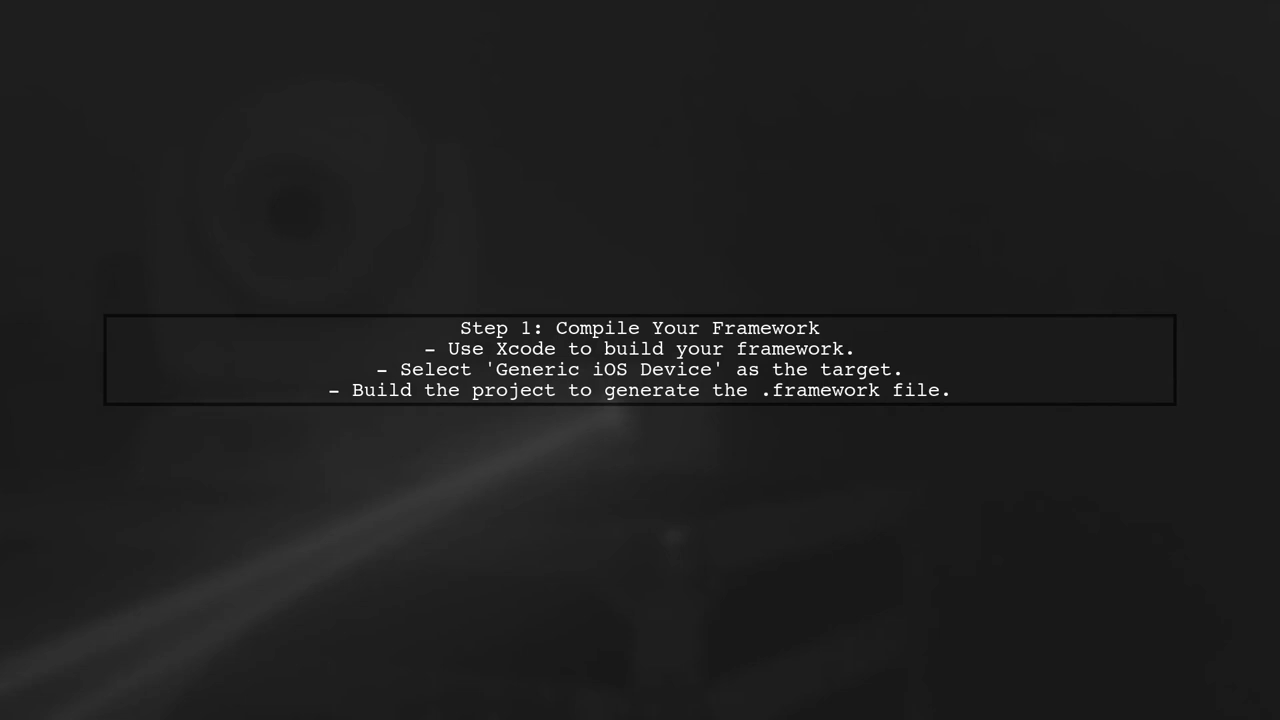 Step 1: Compile Your Framework
- Use Xcode to build your framework.
- Select 'Generic iOS Device' as the target.
- Build the project to generate the .framework file.